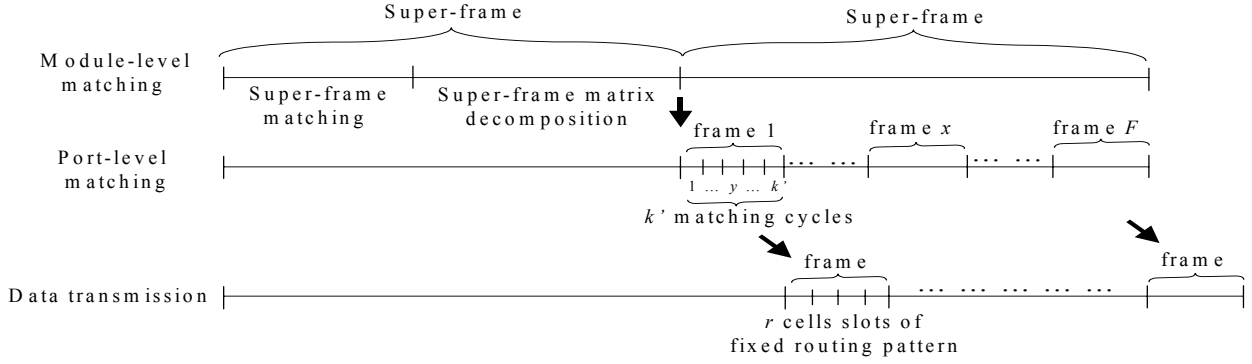 Super-frame
Super-frame
Module-level
matching
Super-frame
matching
Super-frame matrix
decomposition
Port-level
matching
frame 1
frame x
frame F
... ...
... ...
1 ... y ... k'
k' matching cycles
Data transmission
frame
frame
... ... ... ... ...
r cells slots of
fixed routing pattern